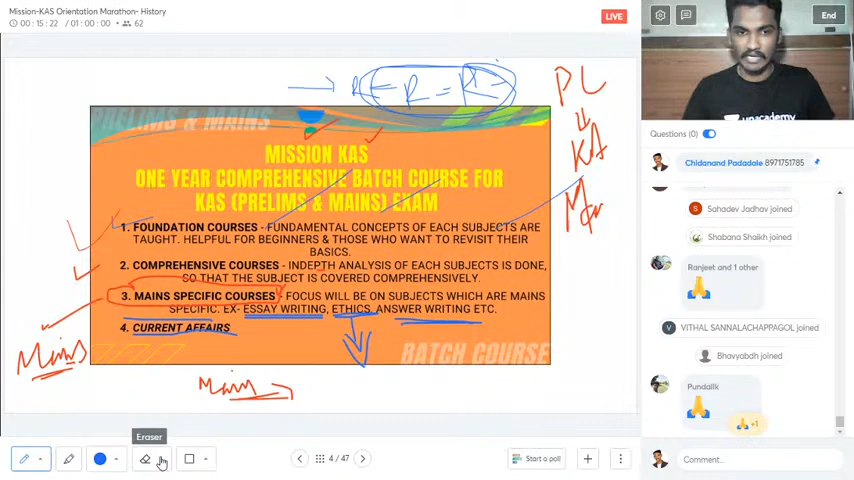 Mission-KAS Orientation Marathon- History
00 : 15 : 22 / 01 : 00 : 00 • 62
LIVE
End
→ R = R = R =
PL
KA
PRELIMS & MAINS
MISSION KAS
ONE YEAR COMPREHENSIVE BATCH COURSE FOR
KAS (PRELIMS & MAINS) EXAM
1. FOUNDATION COURSES - FUNDAMENTAL CONCEPTS OF EACH SUBJECTS ARE
TAUGHT. HELPFUL FOR BEGINNERS & THOSE WHO WANT TO REVISIT THEIR
BASICS.
2. COMPREHENSIVE COURSES - INDEPTH ANALYSIS OF EACH SUBJECTS IS DONE,
SO THAT THE SUBJECT IS COVERED COMPREHENSIVELY.
3. MAINS SPECIFIC COURSES - FOCUS WILL BE ON SUBJECTS WHICH ARE MAINS
SPECIFIC. EX- ESSAY WRITING, ETHICS, ANSWER WRITING ETC.
4. CURRENT AFFAIRS
BATCH COURSE
Mains
Main
Eraser
4 / 47
Start a poll
unacademy
Questions (0)
Chidanand Padadale 8971751785
Sahadev Jadhav joined
S
Shabana Shaikh joined
Ranjeet and 1 other
🙏
V
VITHAL SANNALACHAPPAGOL joined
Bhavyabdh joined
Pundalik
🙏
🙏 +1
Comment...